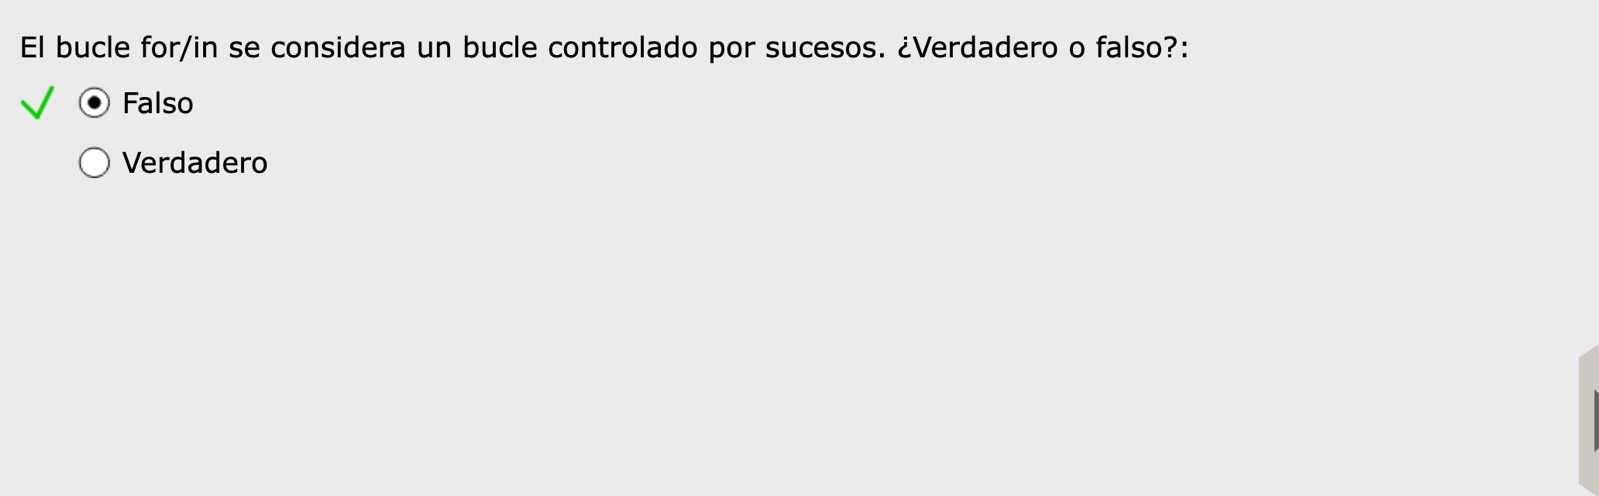 El bucle for/in se considera un bucle controlado por sucesos. ¿Verdadero o falso?:
Falso
Verdadero